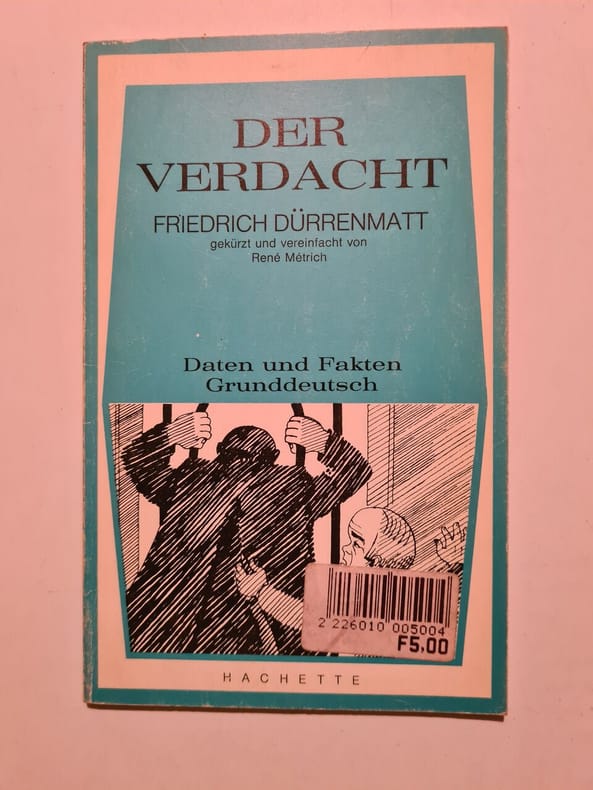 DER
VERDACHT
FRIEDRICH DÜRRENMATT
gekürzt und vereinfacht von
René Métrich
Daten und Fakten
Grunddeutsch
2 226010 005004
F5,00
HACHETTE